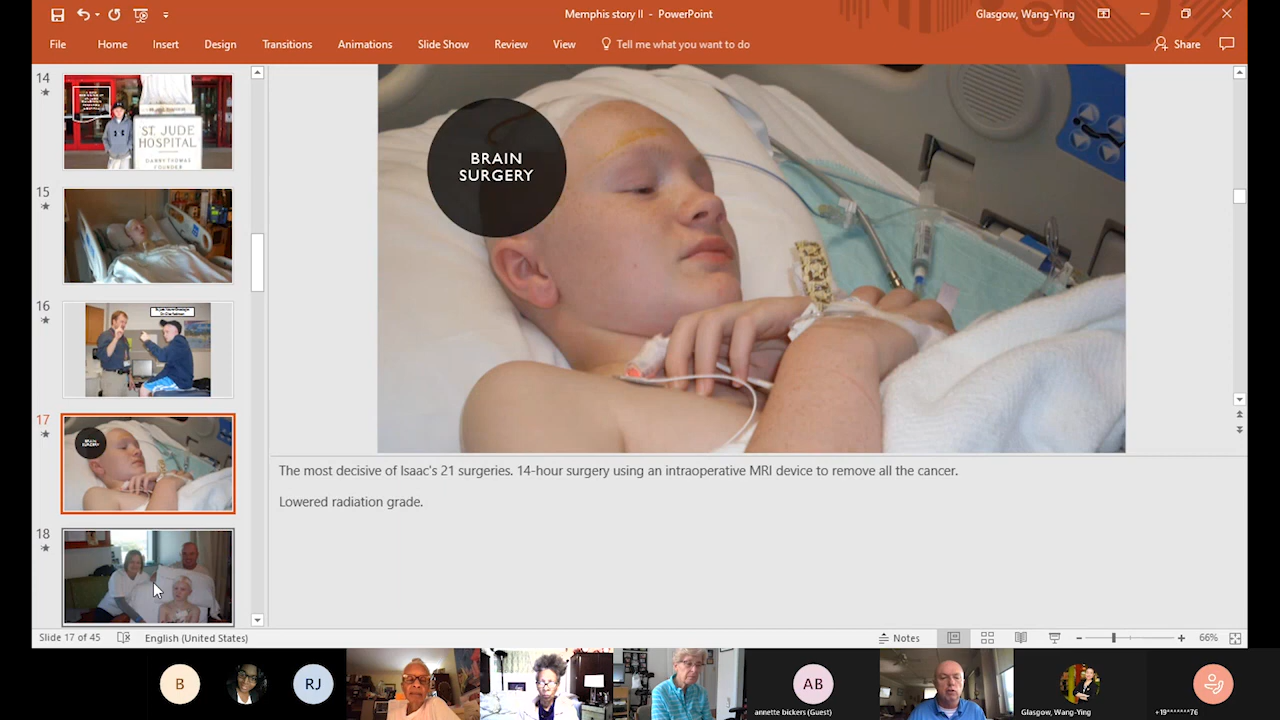 Memphis story II - PowerPoint
Glasgow, Wang-Ying
File Home Insert Design Transitions Animations Slide Show Review View Tell me what you want to do
Share
14
ST. JUDE
HOSPITAL
DANNY THOMAS
FOUNDER
15
16
17
BRAIN
SURGERY
18
BRAIN
SURGERY
The most decisive of Isaac's 21 surgeries. 14-hour surgery using an intraoperative MRI device to remove all the cancer.
Lowered radiation grade.
Slide 17 of 45 English (United States) Notes 66%
B
RJ
AB
annette bickers (Guest)
Glasgow, Wang-Ying
+19*******76